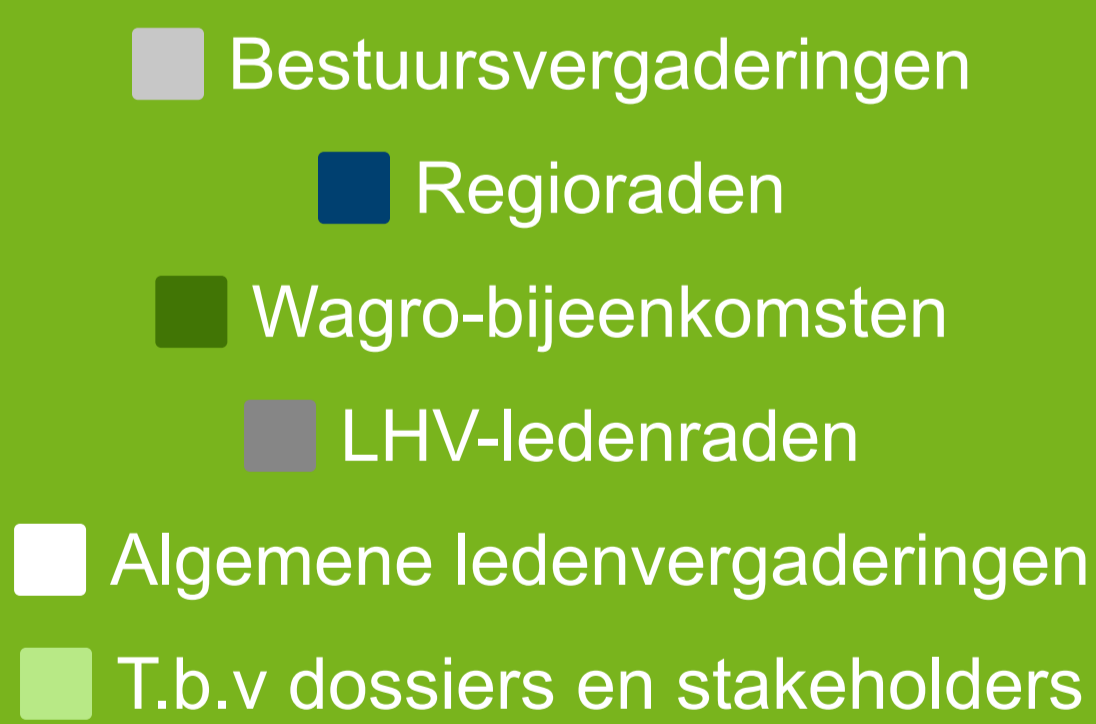 Bestuursvergaderingen
Regioraden
Wagro-bijeenkomsten
LHV-ledenraden
Algemene ledenvergaderingen
T.b.v dossiers en stakeholders